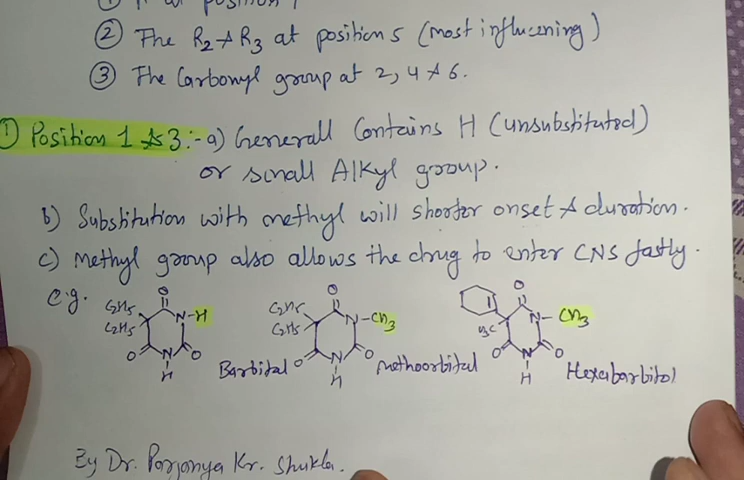 ② The R2 & R3 at position 5 (most influcening)
③ The Carbonyl group at 2, 4 & 6.
① Position 1 & 3:- a) Generall Contains H (unsubstituted)
or small Alkyl group.
b) Substitution with methyl will shorter onset & duration.
c) Methyl group also allows the drug to enter CNS fastly.
e.g.
C2H5 C2H5 O N-H O N H O Barbital
C2H5 C2H5 O N-CH3 O N H O Methoorbital
H3C O N-CH3 O N H O Hexabarbitol
By Dr. Porjanya Kr. Shukla.